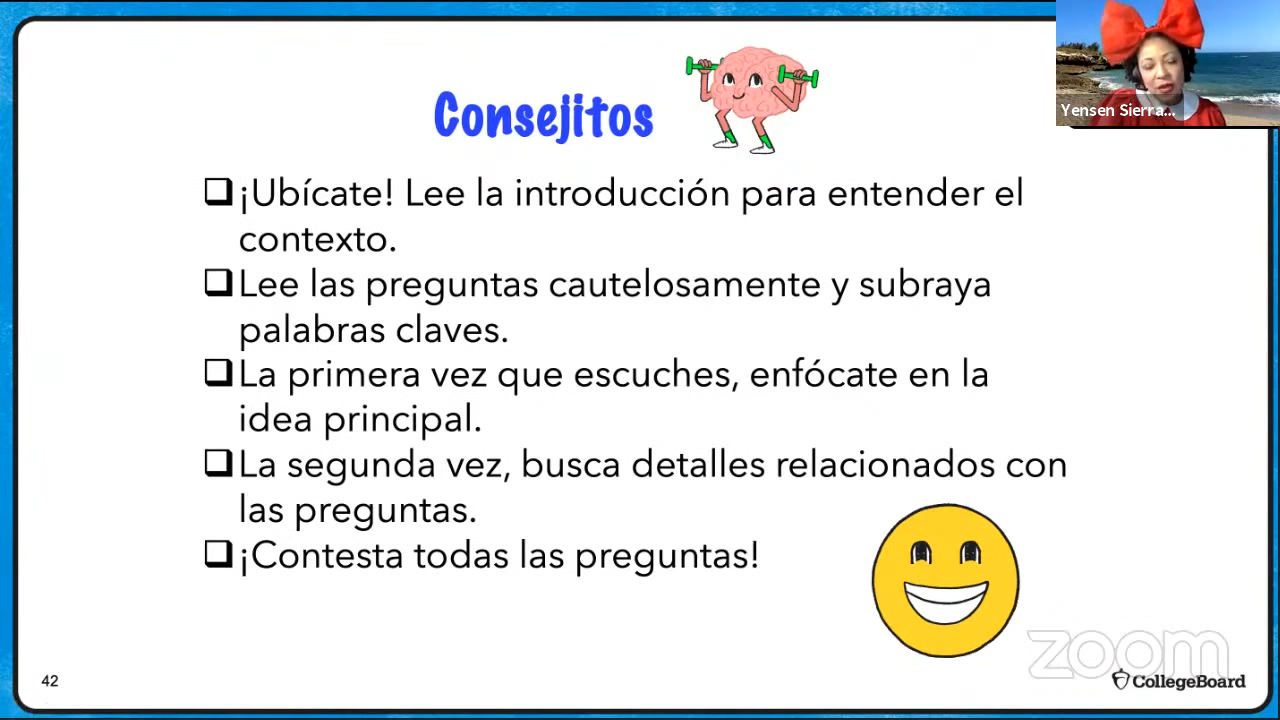 Yensen Sierra...
Consejitos
¡Ubícate! Lee la introducción para entender el
contexto.
Lee las preguntas cautelosamente y subraya
palabras claves.
La primera vez que escuches, enfócate en la
idea principal.
La segunda vez, busca detalles relacionados con
las preguntas.
¡Contesta todas las preguntas!
zoom
42
CollegeBoard